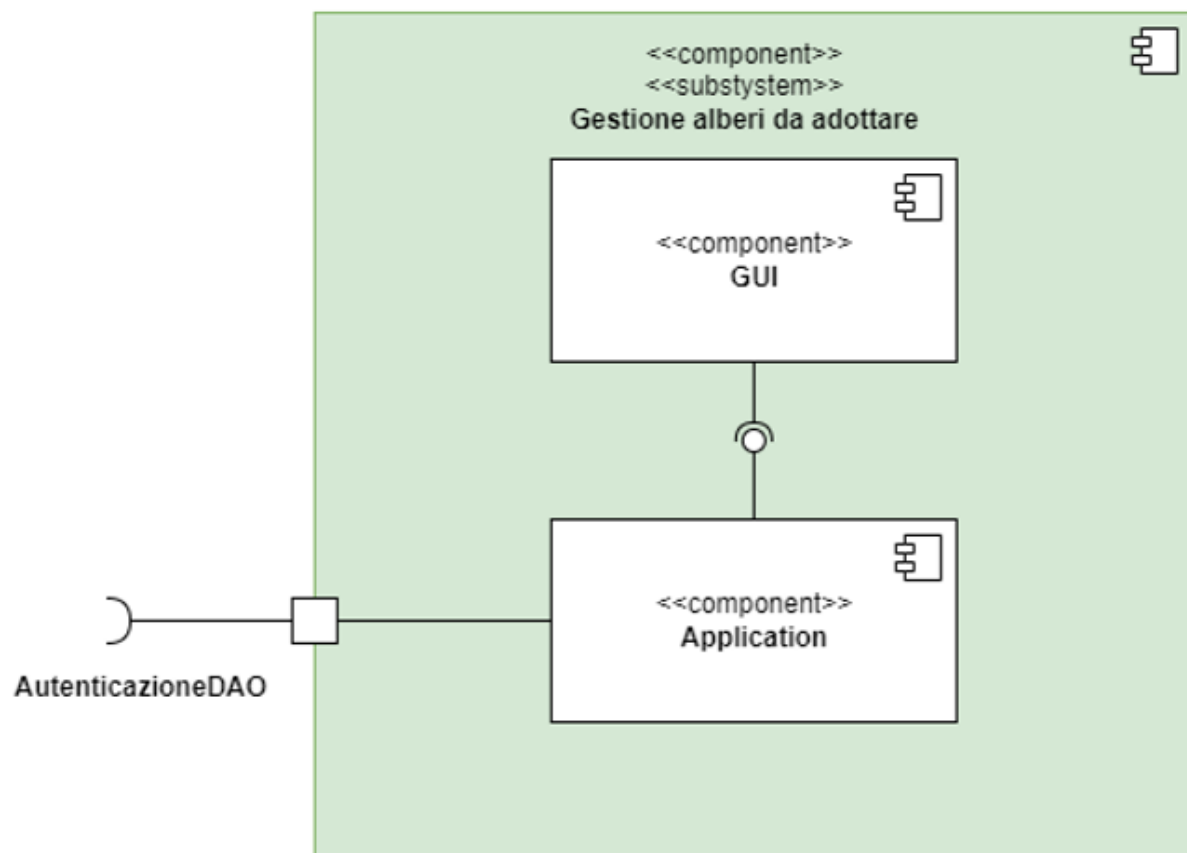 <<component>>
<<substystem>>
Gestione alberi da adottare
<<component>>
GUI
<<component>>
Application
AutenticazioneDAO